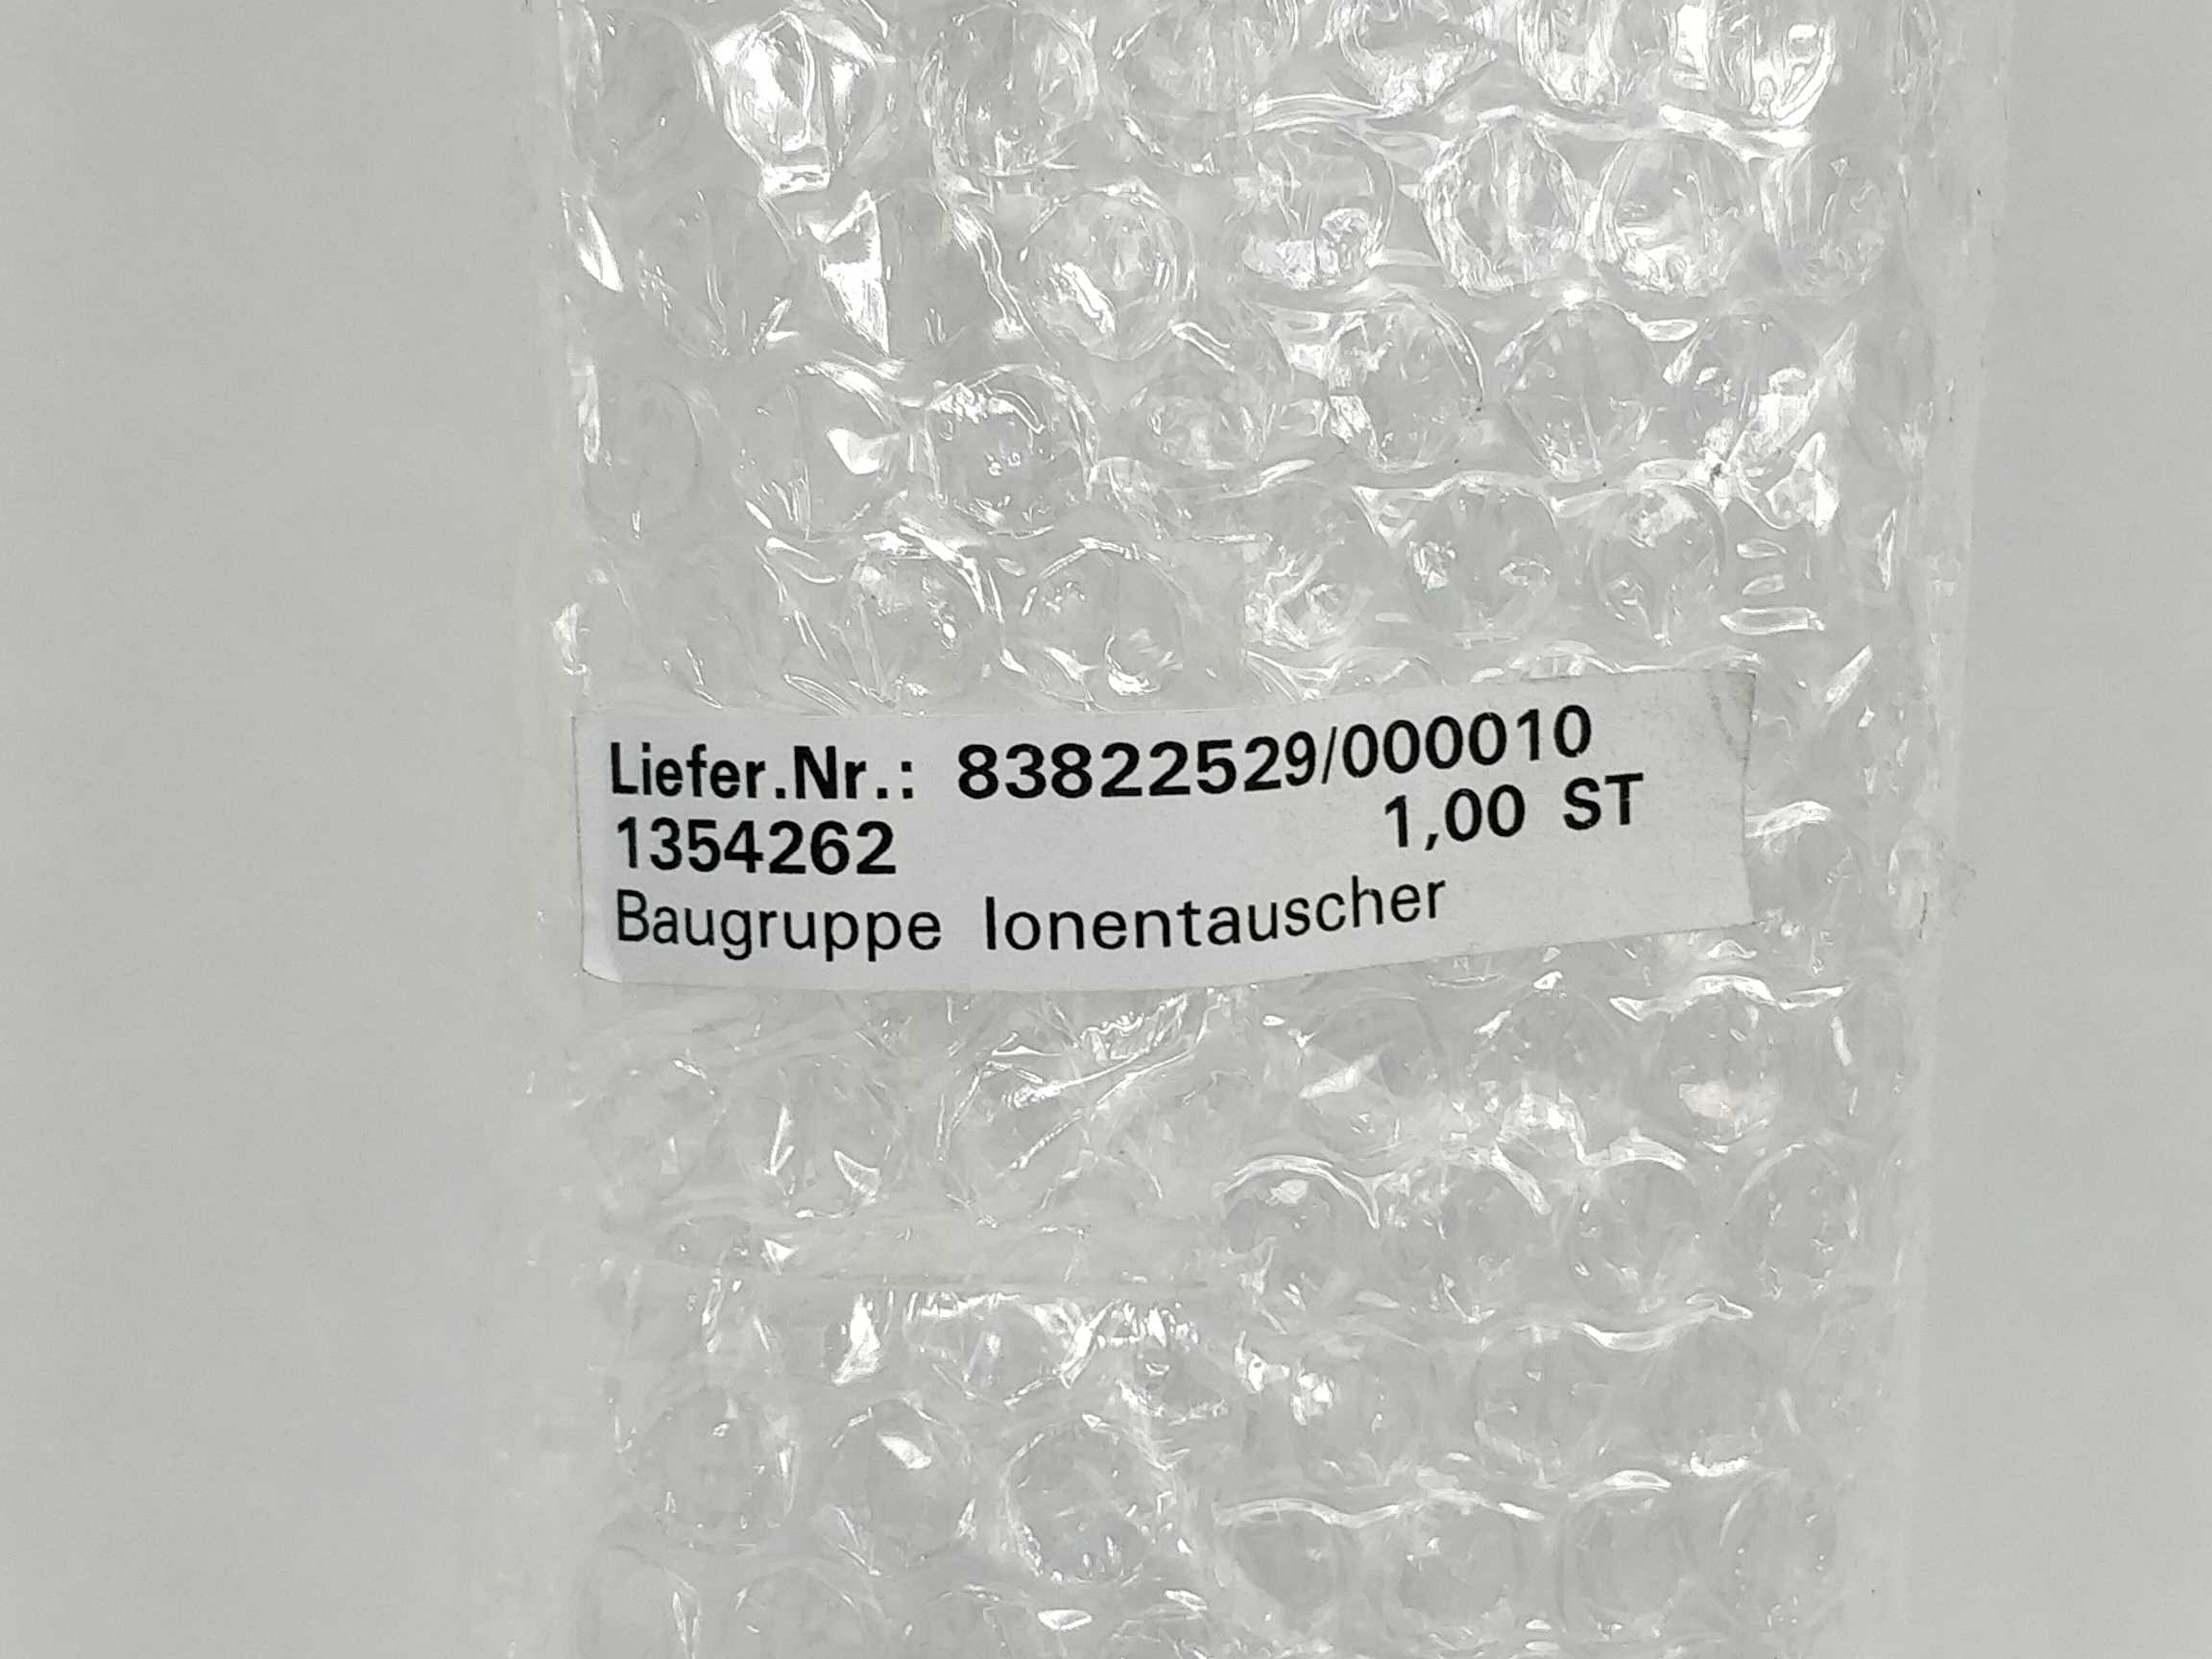 Liefer.Nr.: 83822529/000010
1354262 1,00 ST
Baugruppe Ionentauscher